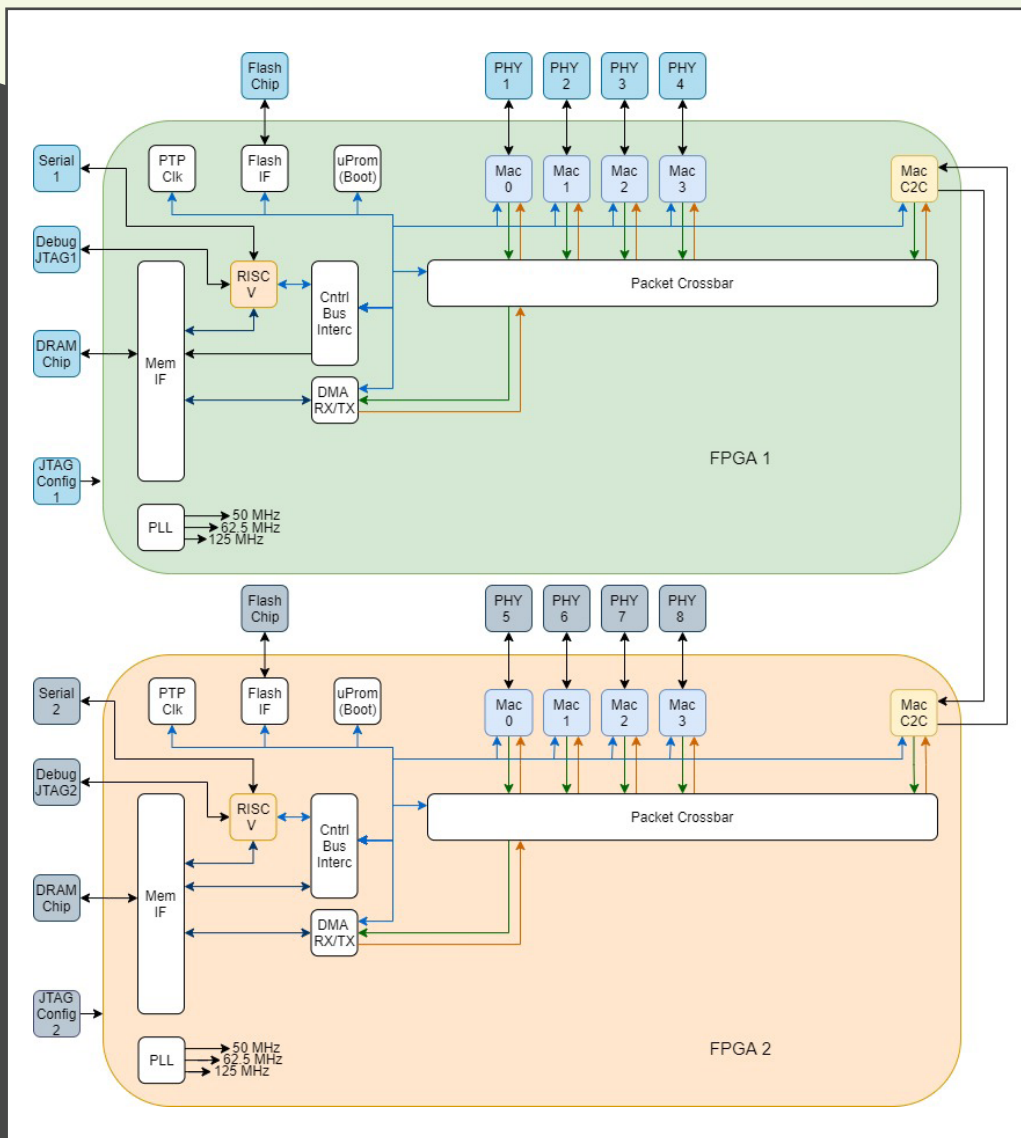 Flash
Chip
PHY
1
PHY
2
PHY
3
PHY
4
Serial
1
PTP
Clk
Flash
IF
uProm
(Boot)
Mac
0
Mac
1
Mac
2
Mac
3
Mac
C2C
Debug
JTAG1
RISC
V
Cntrl
Bus
Interc
Packet Crossbar
DRAM
Chip
Mem
IF
DMA
RX/TX
FPGA 1
JTAG
Config
1
PLL
50 MHz
62.5 MHz
125 MHz
Flash
Chip
PHY
5
PHY
6
PHY
7
PHY
8
Serial
2
PTP
Clk
Flash
IF
uProm
(Boot)
Mac
0
Mac
1
Mac
2
Mac
3
Mac
C2C
Debug
JTAG2
RISC
V
Cntrl
Bus
Interc
Packet Crossbar
DRAM
Chip
Mem
IF
DMA
RX/TX
JTAG
Config
2
PLL
50 MHz
62.5 MHz
125 MHz
FPGA 2